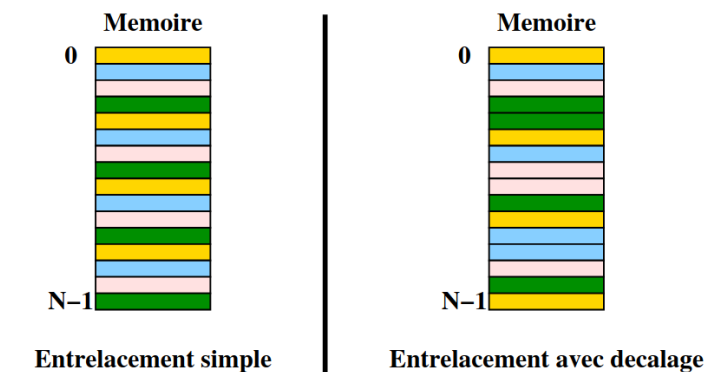 Memoire
0
N−1
Entrelacement simple
Memoire
0
N−1
Entrelacement avec decalage